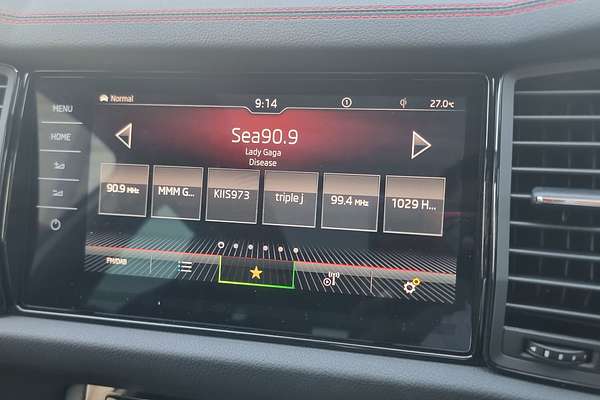 MENU
HOME
Normal
9:14
27.0°C
Sea90.9
Lady Gaga
Disease
90.9 MHz
MMM G...
KIIS973
triple j
99.4 MHz
1029 H...
FM/DAB